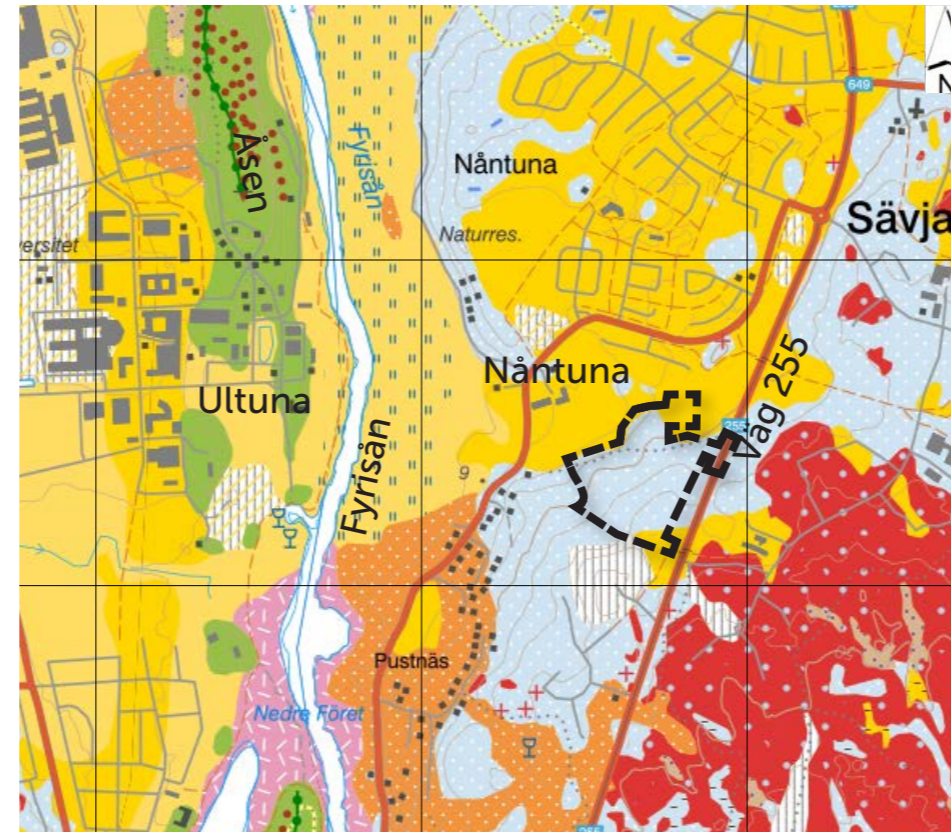 649
Åsen
Fyrisån
Nåntuna
Sävja
ersitet
Naturres.
Nåntuna
Väg 255
Ultuna
255
Fyrisån
9
Pustnäs
Nedre Föret
255